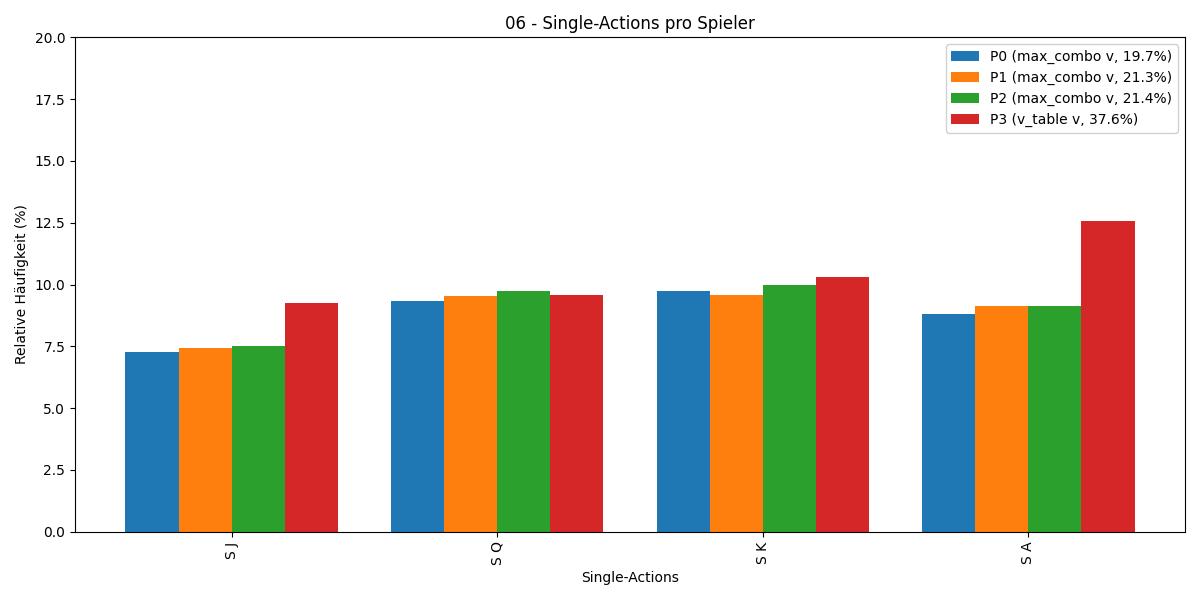 06 - Single-Actions pro Spieler
Relative Häufigkeit (%)
20.0
17.5
15.0
12.5
10.0
7.5
5.0
2.5
0.0
P0 (max_combo v, 19.7%)
P1 (max_combo v, 21.3%)
P2 (max_combo v, 21.4%)
P3 (v_table v, 37.6%)
S J
S Q
S K
S A
Single-Actions